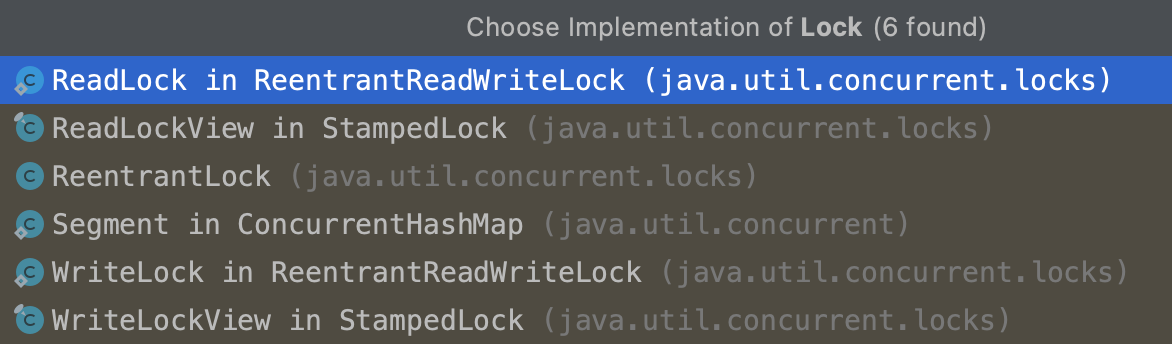 Choose Implementation of Lock (6 found)
ReadLock in ReentrantReadWriteLock (java.util.concurrent.locks)
ReadLockView in StampedLock (java.util.concurrent.locks)
ReentrantLock (java.util.concurrent.locks)
Segment in ConcurrentHashMap (java.util.concurrent)
WriteLock in ReentrantReadWriteLock (java.util.concurrent.locks)
WriteLockView in StampedLock (java.util.concurrent.locks)